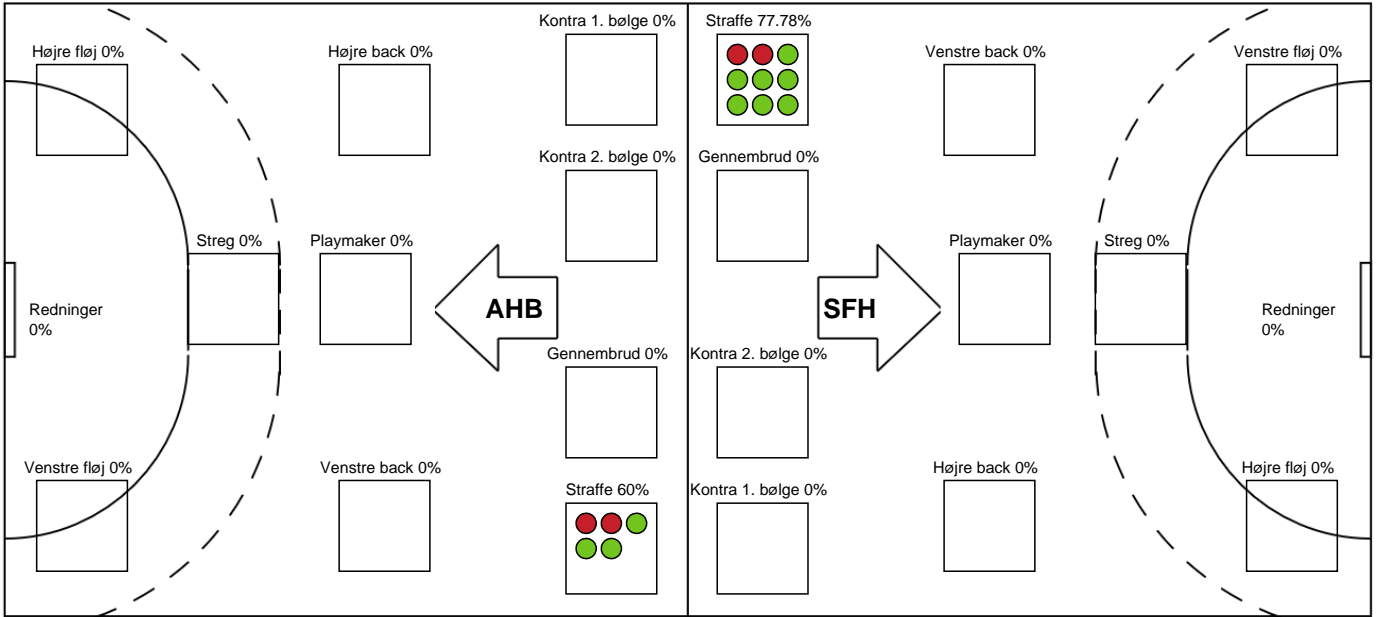 Kontra 1. bølge 0%
Straffe 77.78%
Højre fløj 0%
Højre back 0%
Venstre back 0%
Venstre fløj 0%
Kontra 2. bølge 0%
Gennembrud 0%
Streg 0%
Playmaker 0%
Playmaker 0%
Streg 0%
Redninger
0%
AHB
SFH
Redninger
0%
Gennembrud 0%
Kontra 2. bølge 0%
Venstre fløj 0%
Venstre back 0%
Højre back 0%
Højre fløj 0%
Straffe 60%
Kontra 1. bølge 0%